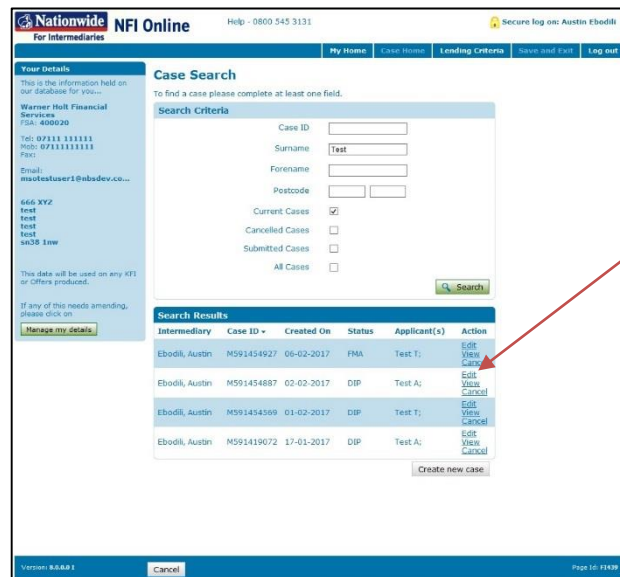 Nationwide NFI Online
For Intermediaries
Help - 0800 545 3131
Secure log on: Austin Ebodili
My Home Case Home Lending Criteria Save and Exit Log out
Your Details
This is the information held on
our database for you...
Warner Holt Financial
Services
FSA: 400020
Tel: 07111 111111
Mob: 07111111111
Fax:
Email:
msotestuser1@nbsdev.co...
666 XYZ
test
test
test
test
sn38 1nw
This data will be used on any KFI
or Offers produced.
If any of this needs amending,
please click on
Manage my details
Case Search
To find a case please complete at least one field.
Search Criteria
Case ID
Surname Test
Forename
Postcode
Current Cases
Cancelled Cases
Submitted Cases
All Cases
Search
Search Results
Intermediary Case ID Created On Status Applicant(s) Action
Ebodili, Austin M591454927 06-02-2017 FMA Test T; Edit
View
Cancel
Ebodili, Austin M591454887 02-02-2017 DIP Test A; Edit
View
Cancel
Ebodili, Austin M591454569 01-02-2017 DIP Test T; Edit
View
Cancel
Ebodili, Austin M591419072 17-01-2017 DIP Test A; Edit
View
Cancel
Create new case
Version: 8.0.0.0 1
Cancel
Page Id: FI439